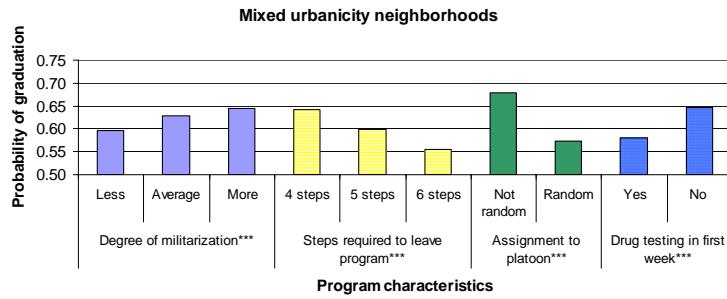 Mixed urbanicity neighborhoods
Probability of graduation
0.75
0.70
0.65
0.60
0.55
0.50
Less Average More 4 steps 5 steps 6 steps Not random Random Yes No
Degree of militarization*** Steps required to leave program*** Assignment to platoon*** Drug testing in first week***
Program characteristics